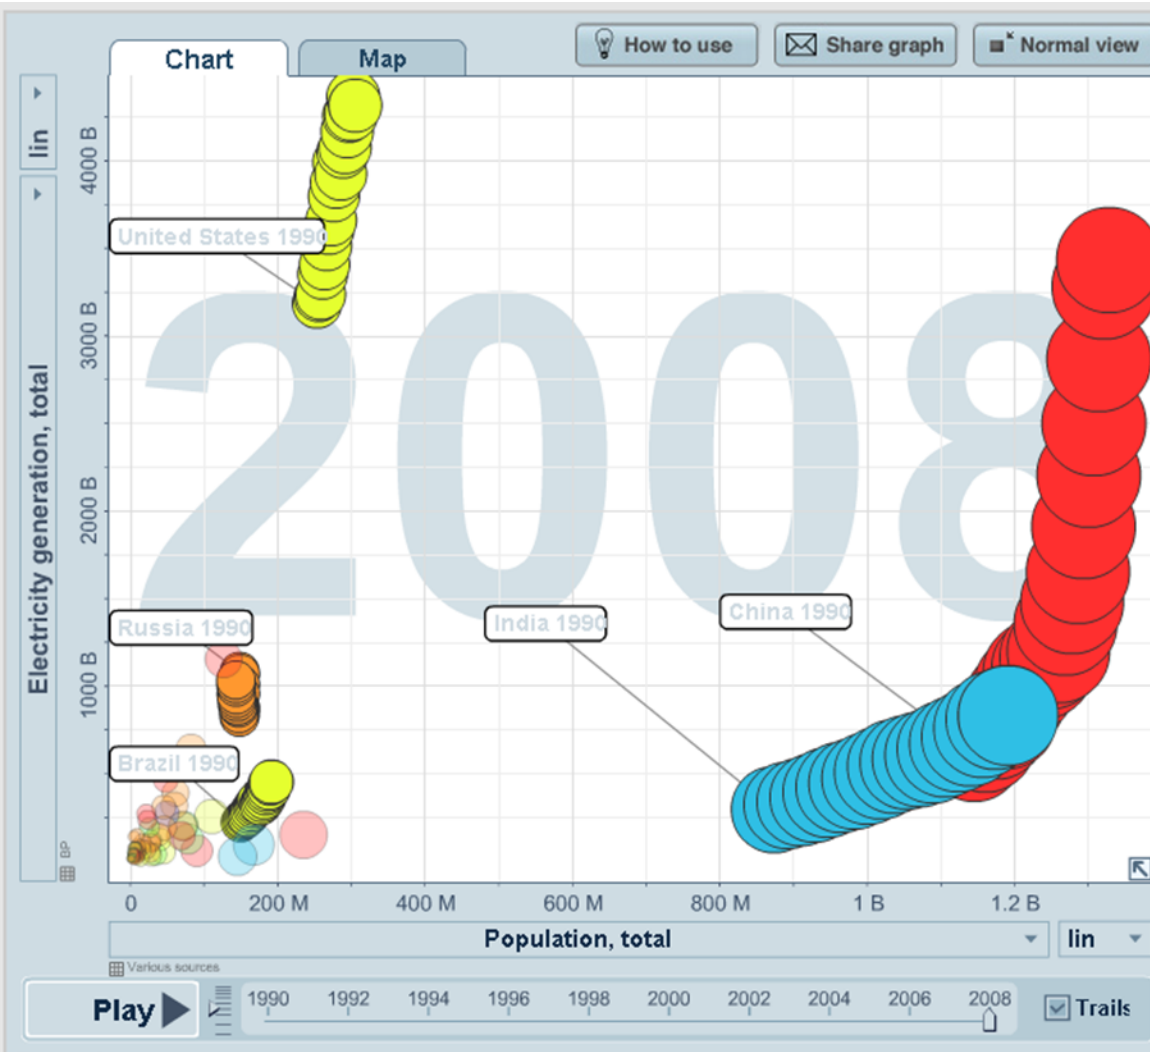 How to use
Share graph
Normal view
Chart
Map
lin
Electricity generation, total
4000 B
3000 B
2000 B
1000 B
2008
United States 1990
Russia 1990
India 1990
China 1990
Brazil 1990
BP
0
200 M
400 M
600 M
800 M
1 B
1.2 B
Population, total
lin
Various sources
Play
1990
1992
1994
1996
1998
2000
2002
2004
2006
2008
Trails